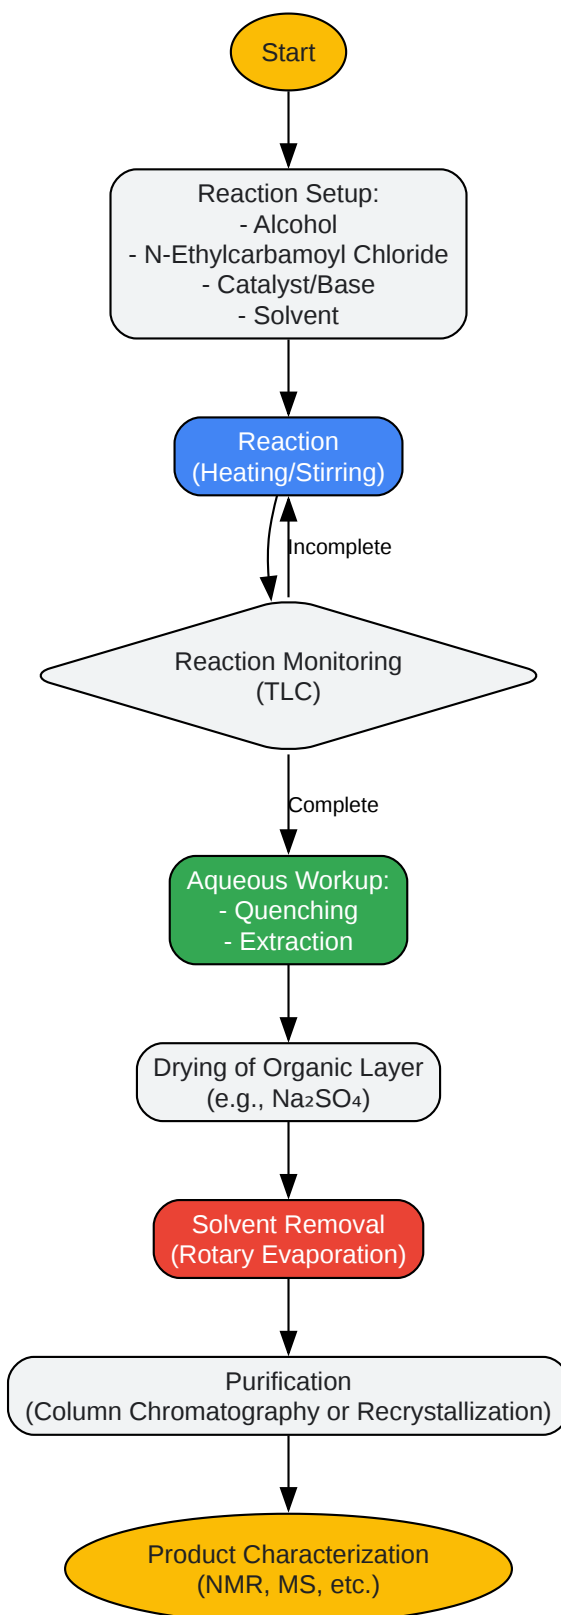 Start
Reaction Setup:
- Alcohol
- N-Ethylcarbamoyl Chloride
- Catalyst/Base
- Solvent
Reaction
(Heating/Stirring)
Incomplete
Reaction Monitoring
(TLC)
Complete
Aqueous Workup:
- Quenching
- Extraction
Drying of Organic Layer
(e.g., Na₂SO₄)
Solvent Removal
(Rotary Evaporation)
Purification
(Column Chromatography or Recrystallization)
Product Characterization
(NMR, MS, etc.)